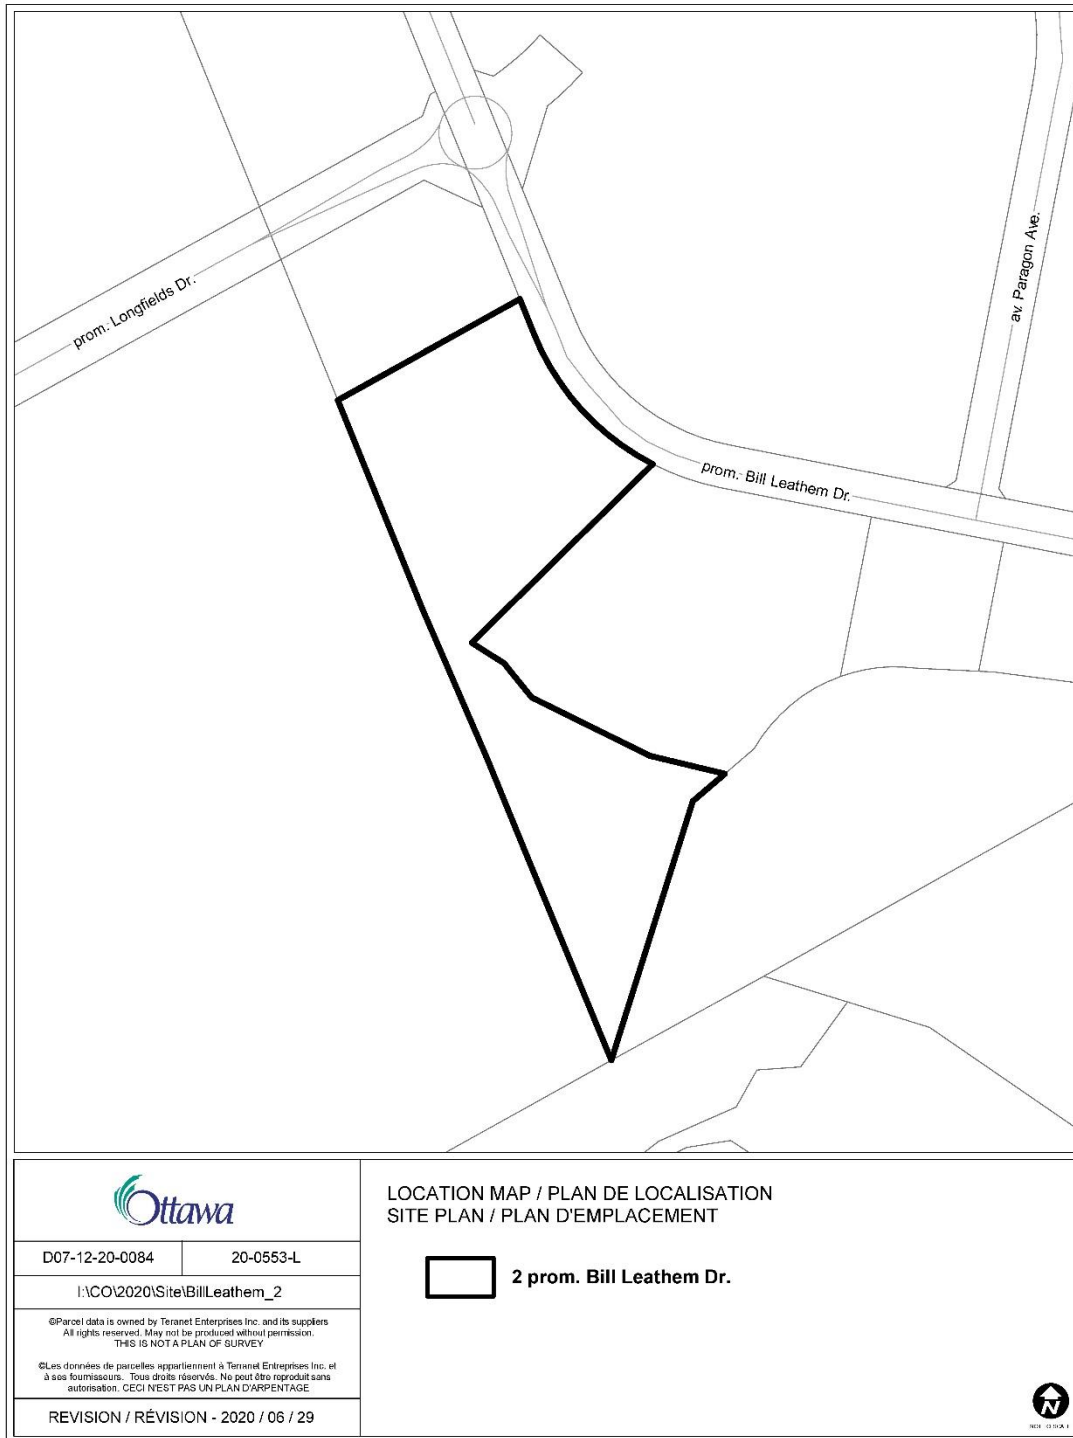 prom. Longfields Dr.
av. Paragon Ave.
prom. Bill Leathem Dr.
Ottawa
D07-12-20-0084
20-0553-L
I:\CO\2020\Site\BillLeathem_2
©Parcel data is owned by Teranet Enterprises Inc. and its suppliers
All rights reserved. May not be produced without permission.
THIS IS NOT A PLAN OF SURVEY
©Les données de parcelles appartiennent à Teranet Entreprises Inc. et
à ses fournisseurs. Tous droits réservés. Ne peut être reproduit sans
autorisation. CECI N'EST PAS UN PLAN D'ARPENTAGE
REVISION / RÉVISION - 2020 / 06 / 29
LOCATION MAP / PLAN DE LOCALISATION
SITE PLAN / PLAN D'EMPLACEMENT
2 prom. Bill Leathem Dr.
N
NOT TO SCALE